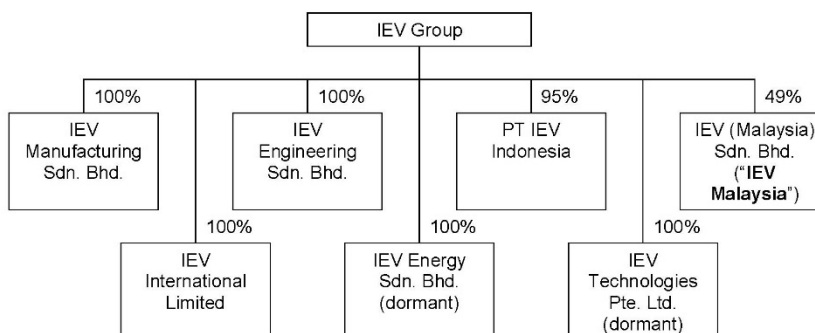 IEV Group
100%
IEV
Manufacturing
Sdn. Bhd.
100%
IEV
Engineering
Sdn. Bhd.
95%
PT IEV
Indonesia
49%
IEV (Malaysia)
Sdn. Bhd.
(“IEV
Malaysia”)
100%
IEV
International
Limited
100%
IEV Energy
Sdn. Bhd.
(dormant)
100%
IEV
Technologies
Pte. Ltd.
(dormant)